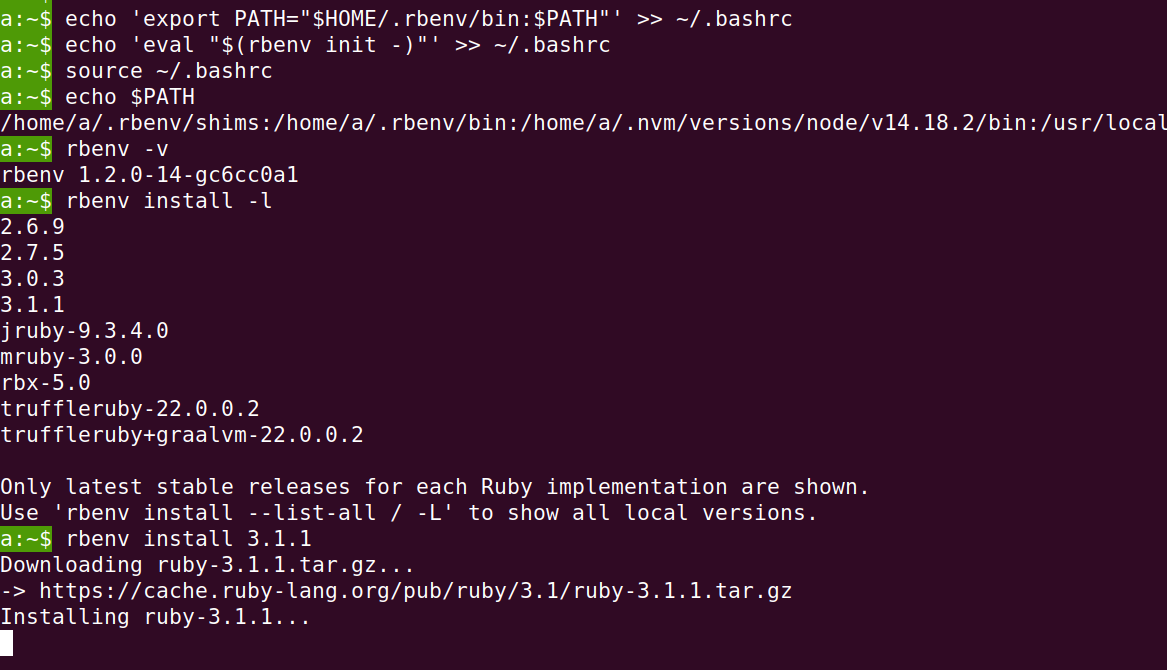 a:~$ echo 'export PATH="$HOME/.rbenv/bin:$PATH"' >> ~/.bashrc
a:~$ echo 'eval "$(rbenv init -)"' >> ~/.bashrc
a:~$ source ~/.bashrc
a:~$ echo $PATH
/home/a/.rbenv/shims:/home/a/.rbenv/bin:/home/a/.nvm/versions/node/v14.18.2/bin:/usr/local
a:~$ rbenv -v
rbenv 1.2.0-14-gc6cc0a1
a:~$ rbenv install -l
2.6.9
2.7.5
3.0.3
3.1.1
jruby-9.3.4.0
mruby-3.0.0
rbx-5.0
truffleruby-22.0.0.2
truffleruby+graalvm-22.0.0.2
Only latest stable releases for each Ruby implementation are shown.
Use 'rbenv install --list-all / -L' to show all local versions.
a:~$ rbenv install 3.1.1
Downloading ruby-3.1.1.tar.gz...
-> https://cache.ruby-lang.org/pub/ruby/3.1/ruby-3.1.1.tar.gz
Installing ruby-3.1.1...